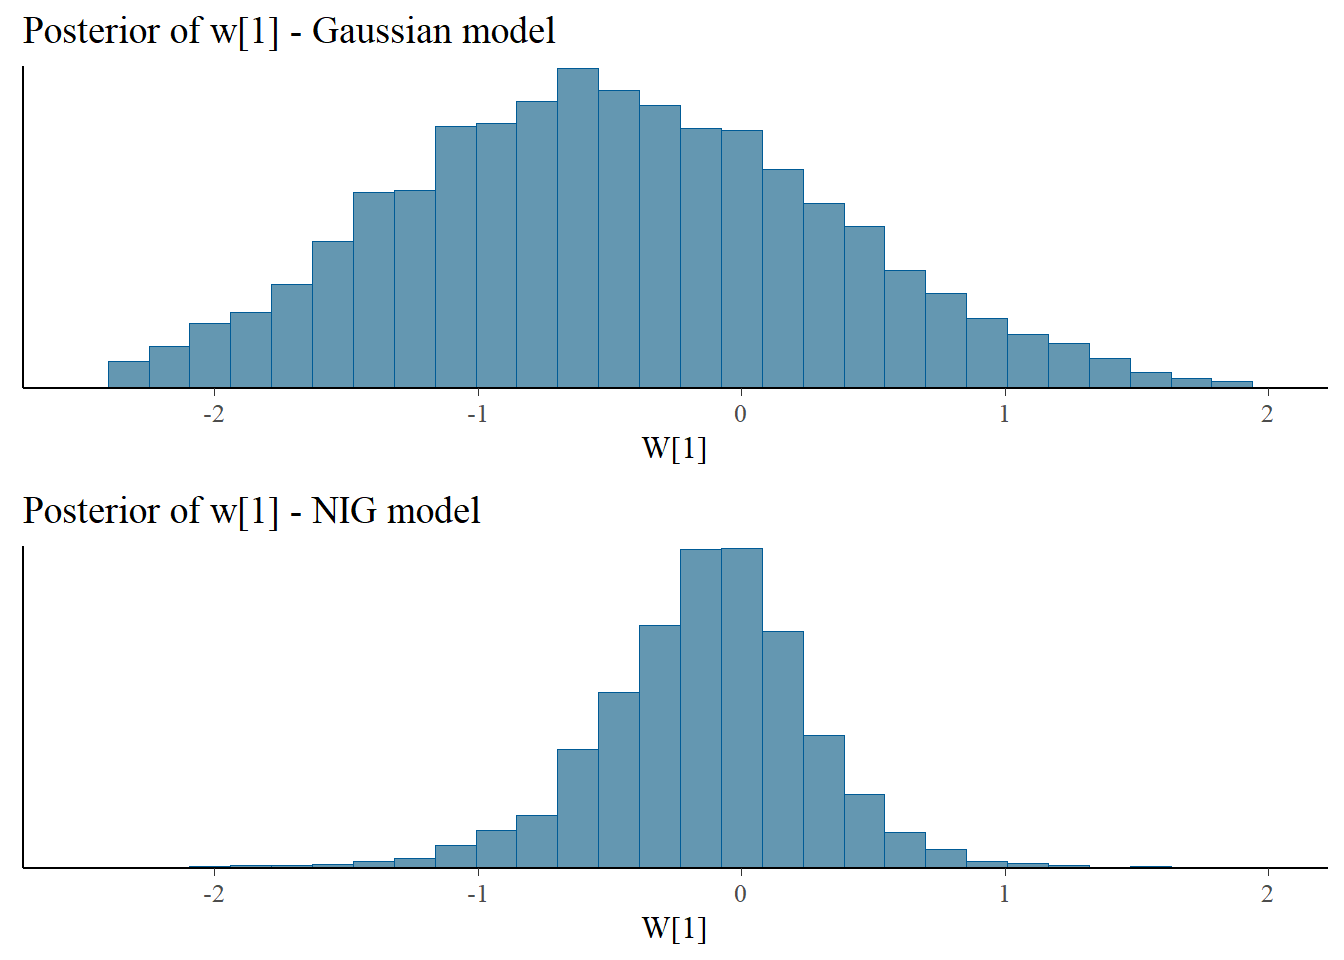 Posterior of w[1] - Gaussian model
-2 -1 0 1 2
W[1]
Posterior of w[1] - NIG model
-2 -1 0 1 2
W[1]